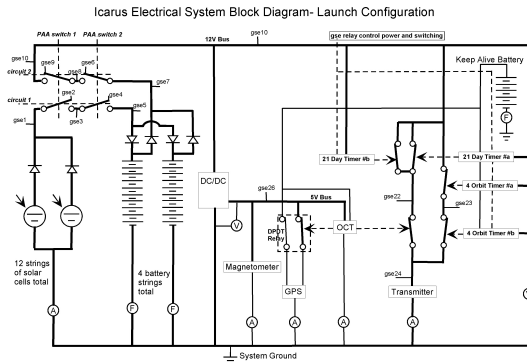 Icarus Electrical System Block Diagram- Launch Configuration
PAA switch 1
PAA switch 2
gse10
12V Bus
gse10
gse relay control power and switching
gse9
gse6
circuit 2
gse8
gse7
Keep Alive Battery
gse2
gse4
circuit 1
gse1
gse3
gse5
F
21 Day Timer #b
21 Day Timer #a
DC/DC
gse26
4 Orbit Timer #a
5V Bus
gse22
gse23
V
DPDT
Relay
OCT
4 Orbit Timer #b
12 strings
of solar
cells total
4 battery
strings
total
Magnetometer
GPS
gse24
Transmitter
A
F
F
A
A
A
A
System Ground